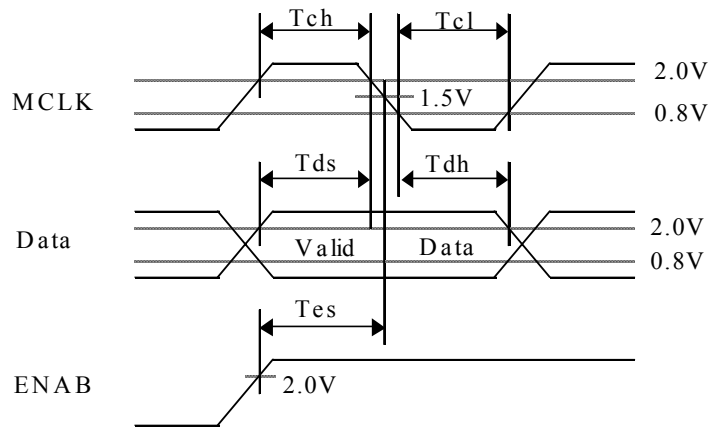 Tch Tcl
2.0V
MCLK 1.5V
0.8V
Tds Tdh
2.0V
Data Valid Data
0.8V
Tes
ENAB 2.0V